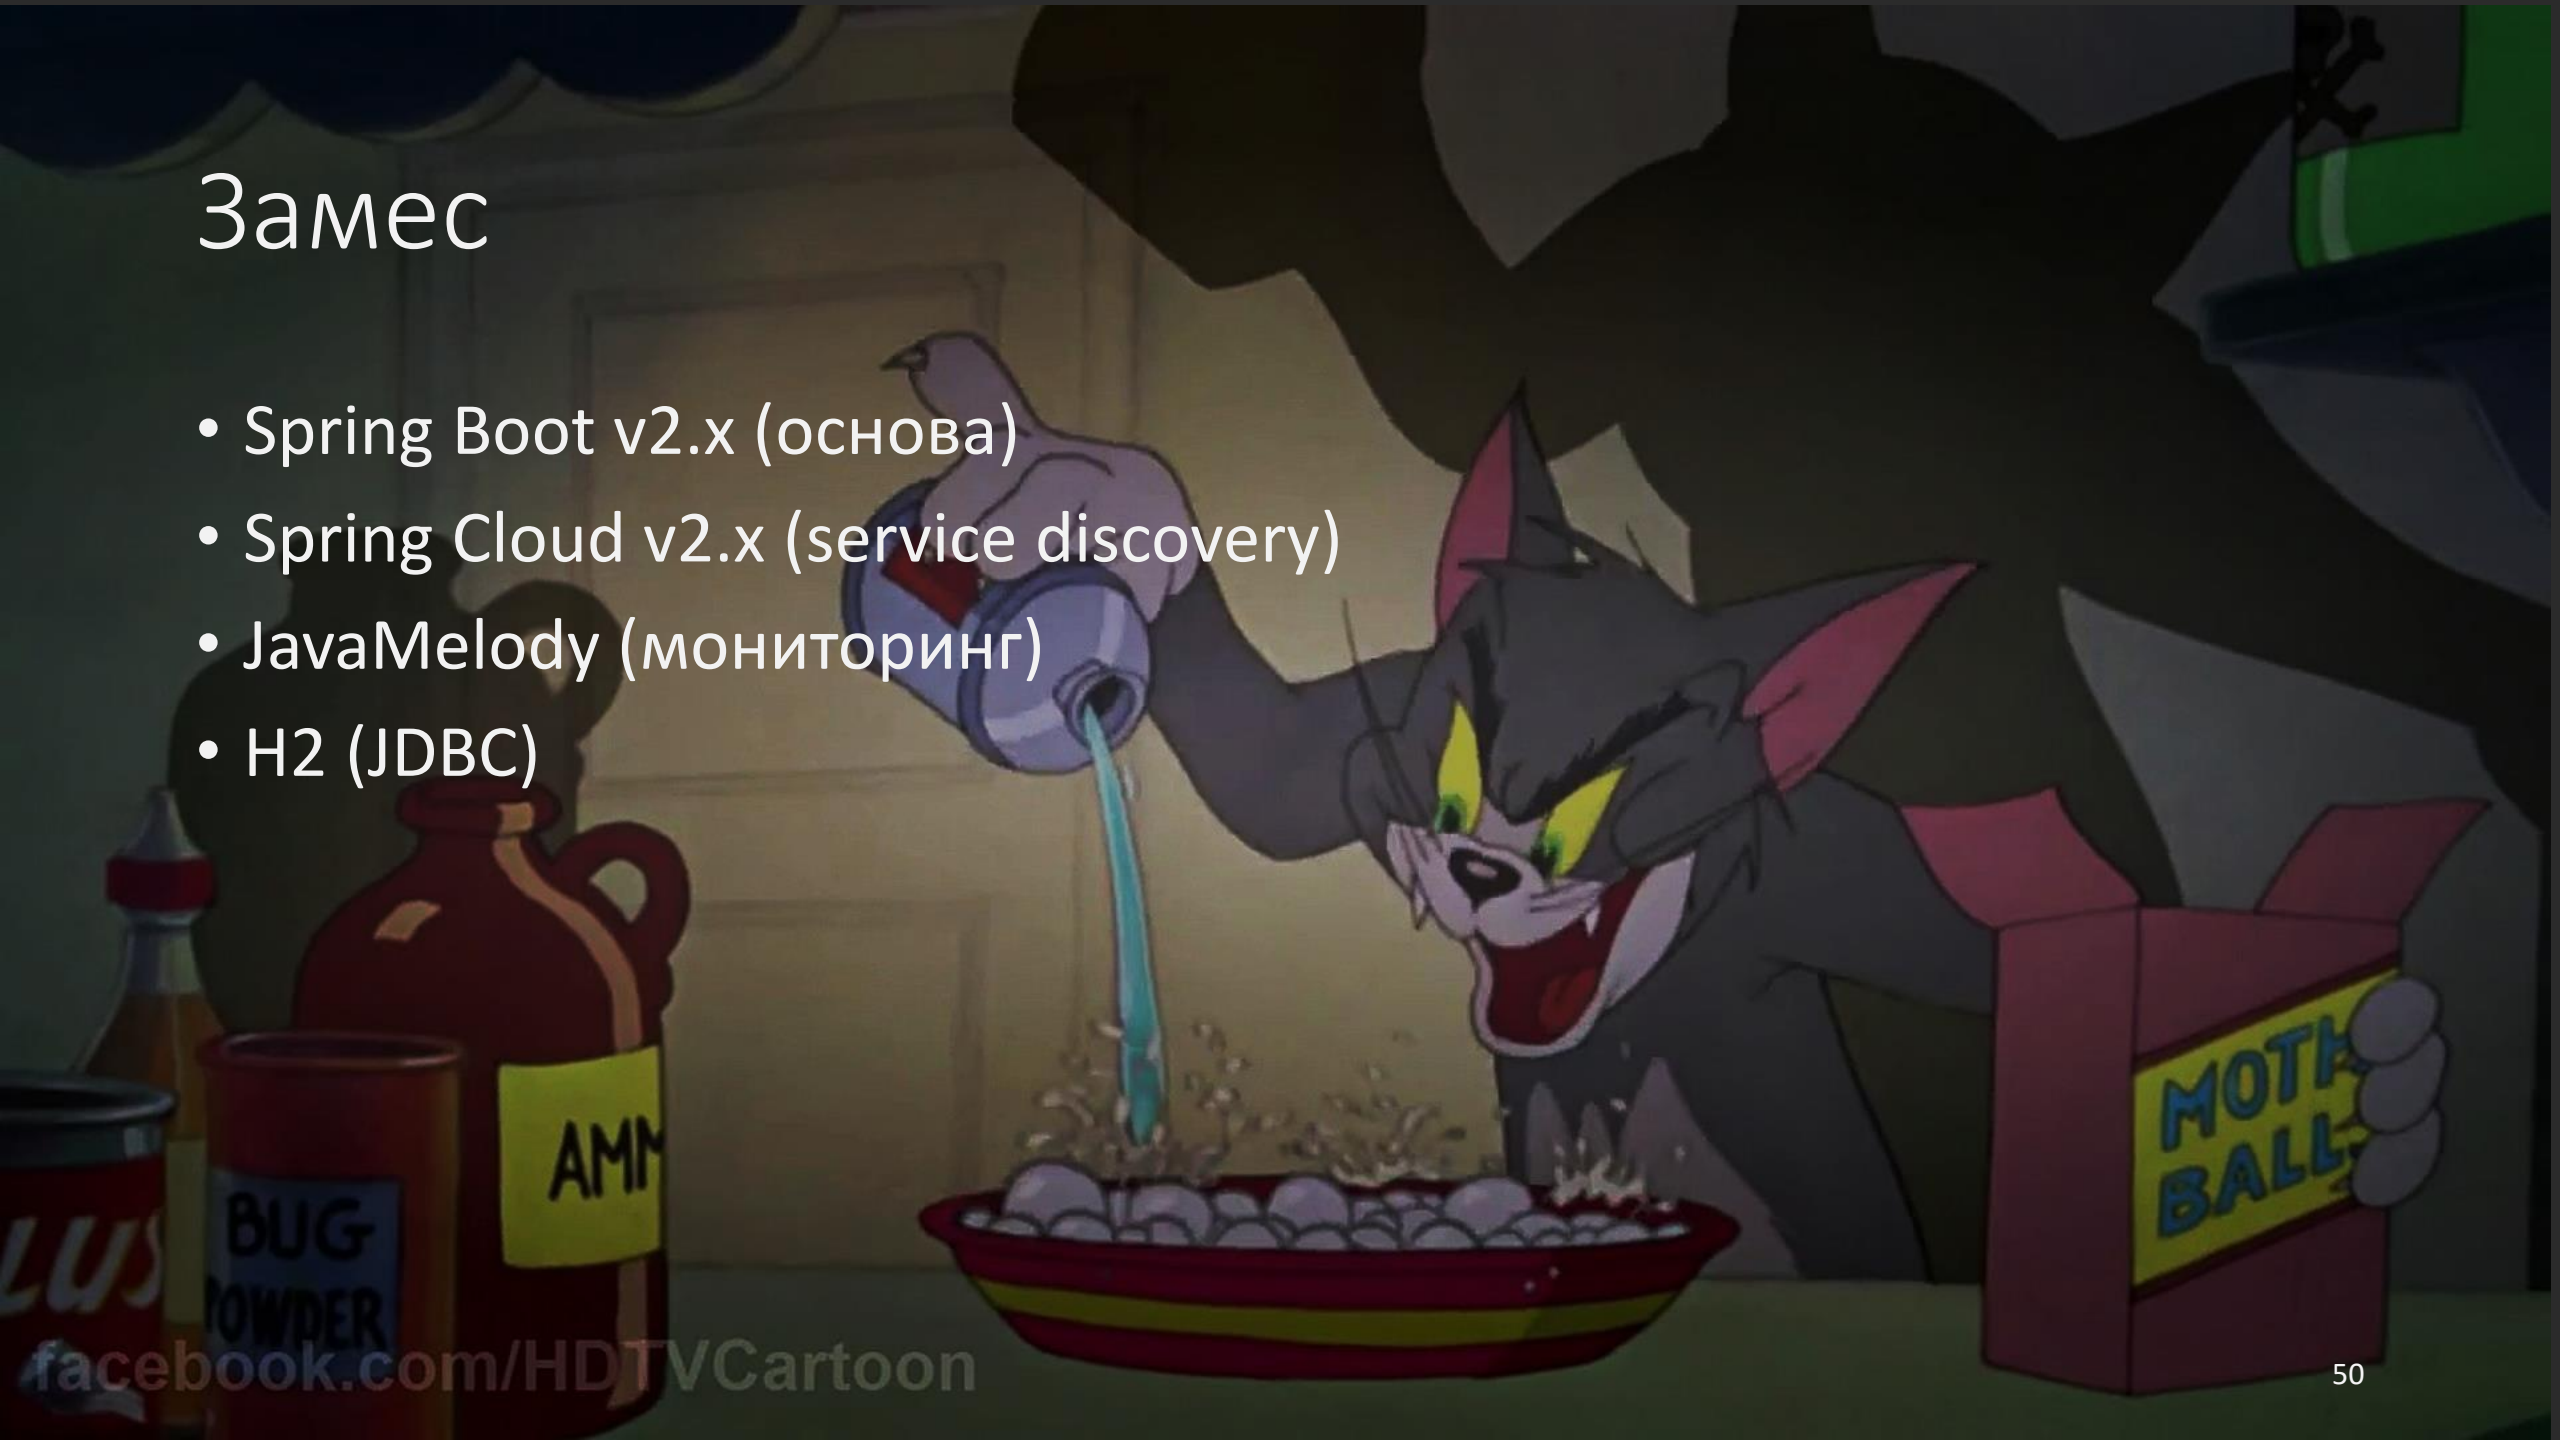 Замес
• Spring Boot v2.x (основа)
• Spring Cloud v2.x (service discovery)
• JavaMelody (мониторинг)
• H2 (JDBC)
AMM
MOTH
BALLS
BUG
POWDER
LUS
facebook.com/HDTVCartoon
50